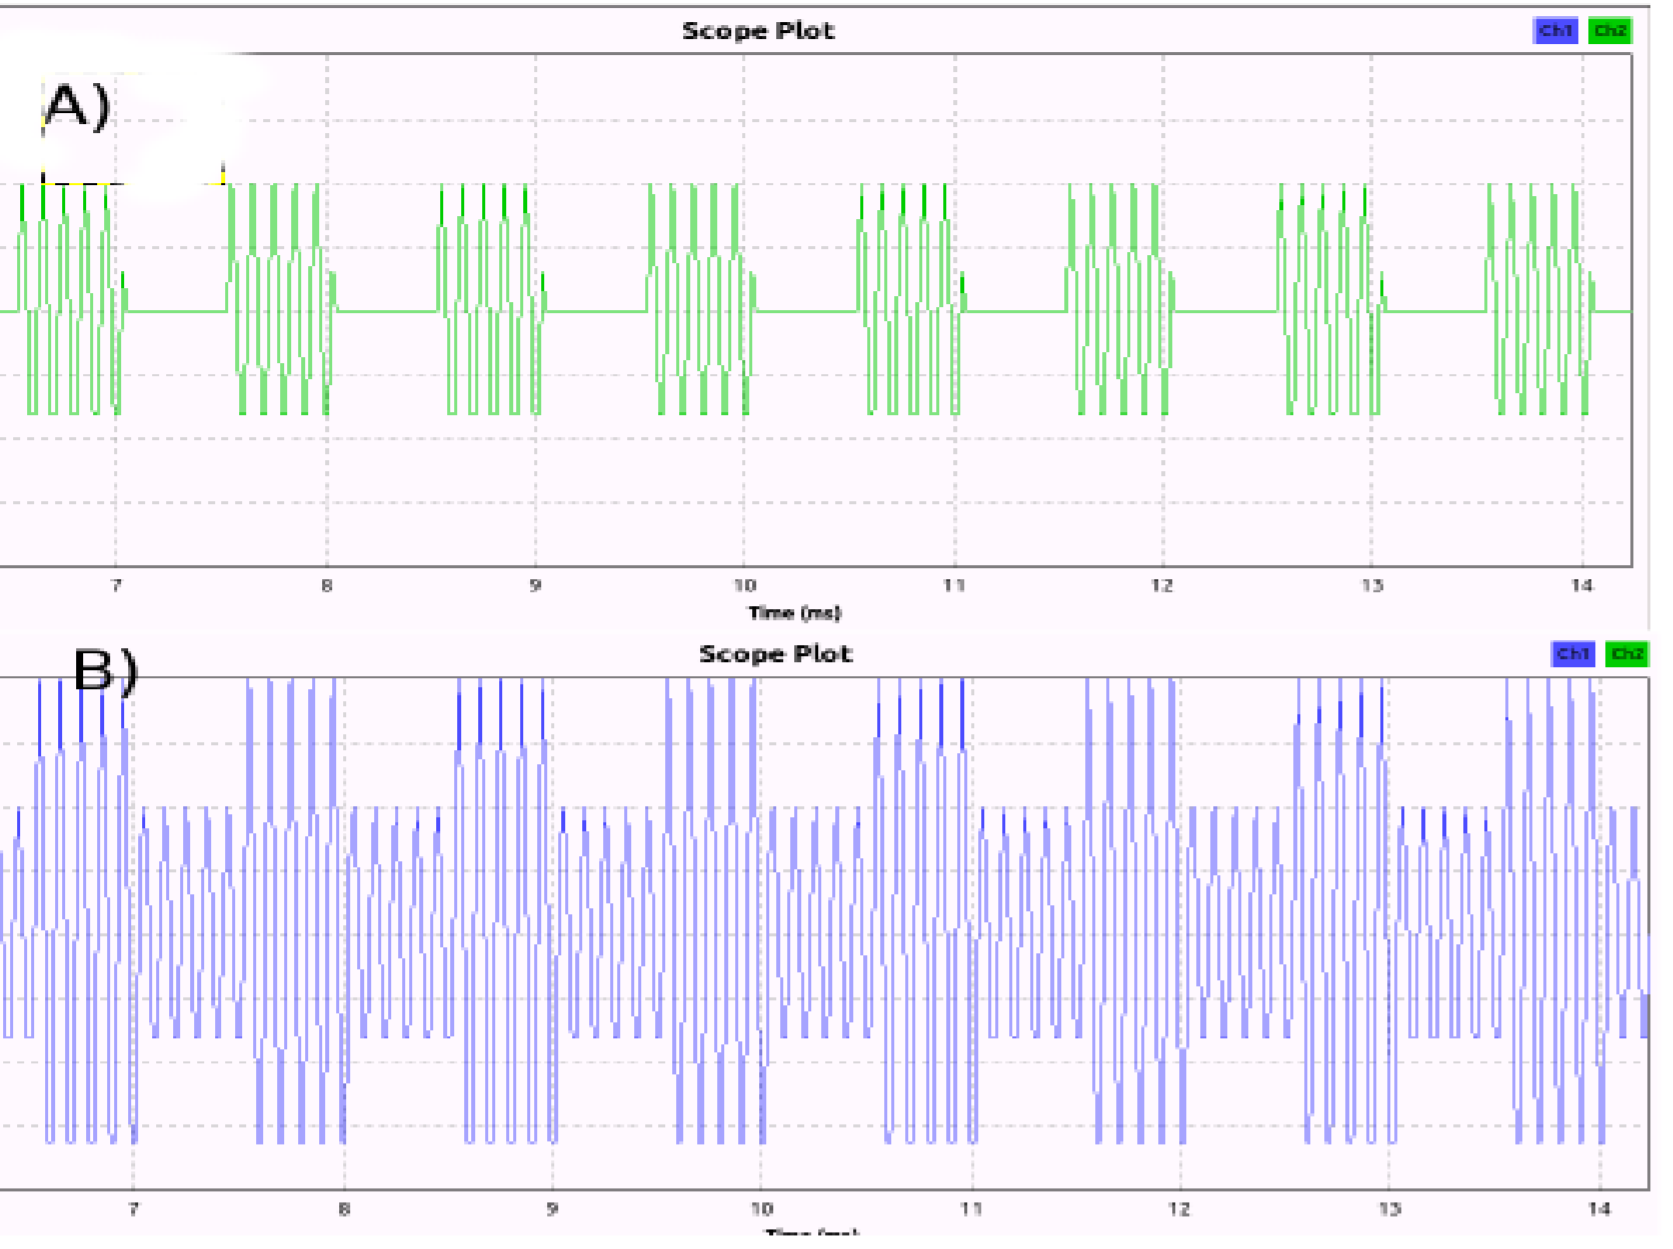 Scope Plot
Ch1 Ch2
A)
7 8 9 10 11 12 13 14
Time (ms)
Scope Plot
Ch1 Ch2
B)
7 8 9 10 11 12 13 14